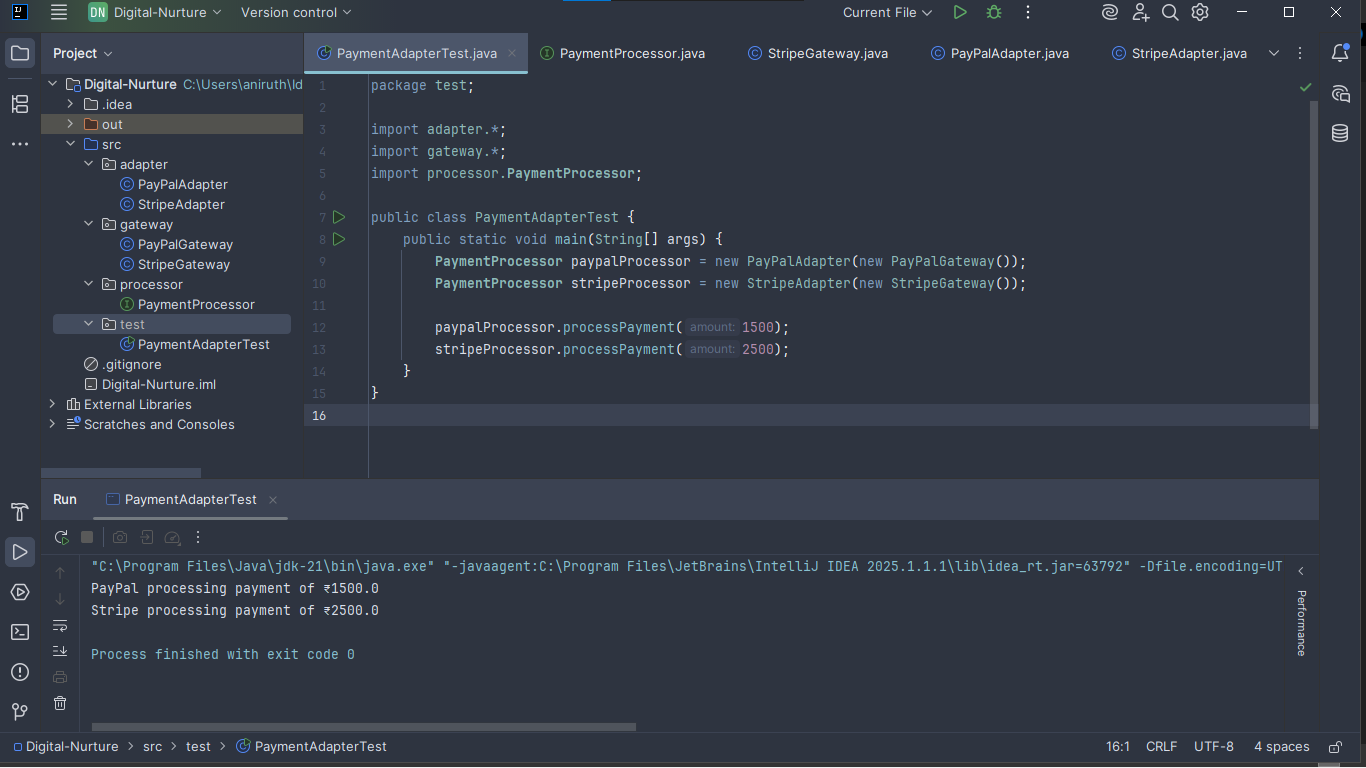 DN Digital-Nurture Version control Current File
Project
PaymentAdapterTest.java PaymentProcessor.java StripeGateway.java PayPalAdapter.java StripeAdapter.java
Digital-Nurture C:\Users\aniruth\Id
.idea
out
src
adapter
PayPalAdapter
StripeAdapter
gateway
PayPalGateway
StripeGateway
processor
PaymentProcessor
test
PaymentAdapterTest
.gitignore
Digital-Nurture.iml
External Libraries
Scratches and Consoles
1 package test;
2
3 import adapter.*;
4 import gateway.*;
5 import processor.PaymentProcessor;
6
7 public class PaymentAdapterTest {
8 public static void main(String[] args) {
9 PaymentProcessor paypalProcessor = new PayPalAdapter(new PayPalGateway());
10 PaymentProcessor stripeProcessor = new StripeAdapter(new StripeGateway());
11
12 paypalProcessor.processPayment( amount: 1500);
13 stripeProcessor.processPayment( amount: 2500);
14 }
15 }
16
Run PaymentAdapterTest
"C:\Program Files\Java\jdk-21\bin\java.exe" "-javaagent:C:\Program Files\JetBrains\IntelliJ IDEA 2025.1.1.1\lib\idea_rt.jar=63792" -Dfile.encoding=UT
PayPal processing payment of ₹1500.0
Stripe processing payment of ₹2500.0
Process finished with exit code 0
Performance
Digital-Nurture > src > test > PaymentAdapterTest 16:1 CRLF UTF-8 4 spaces